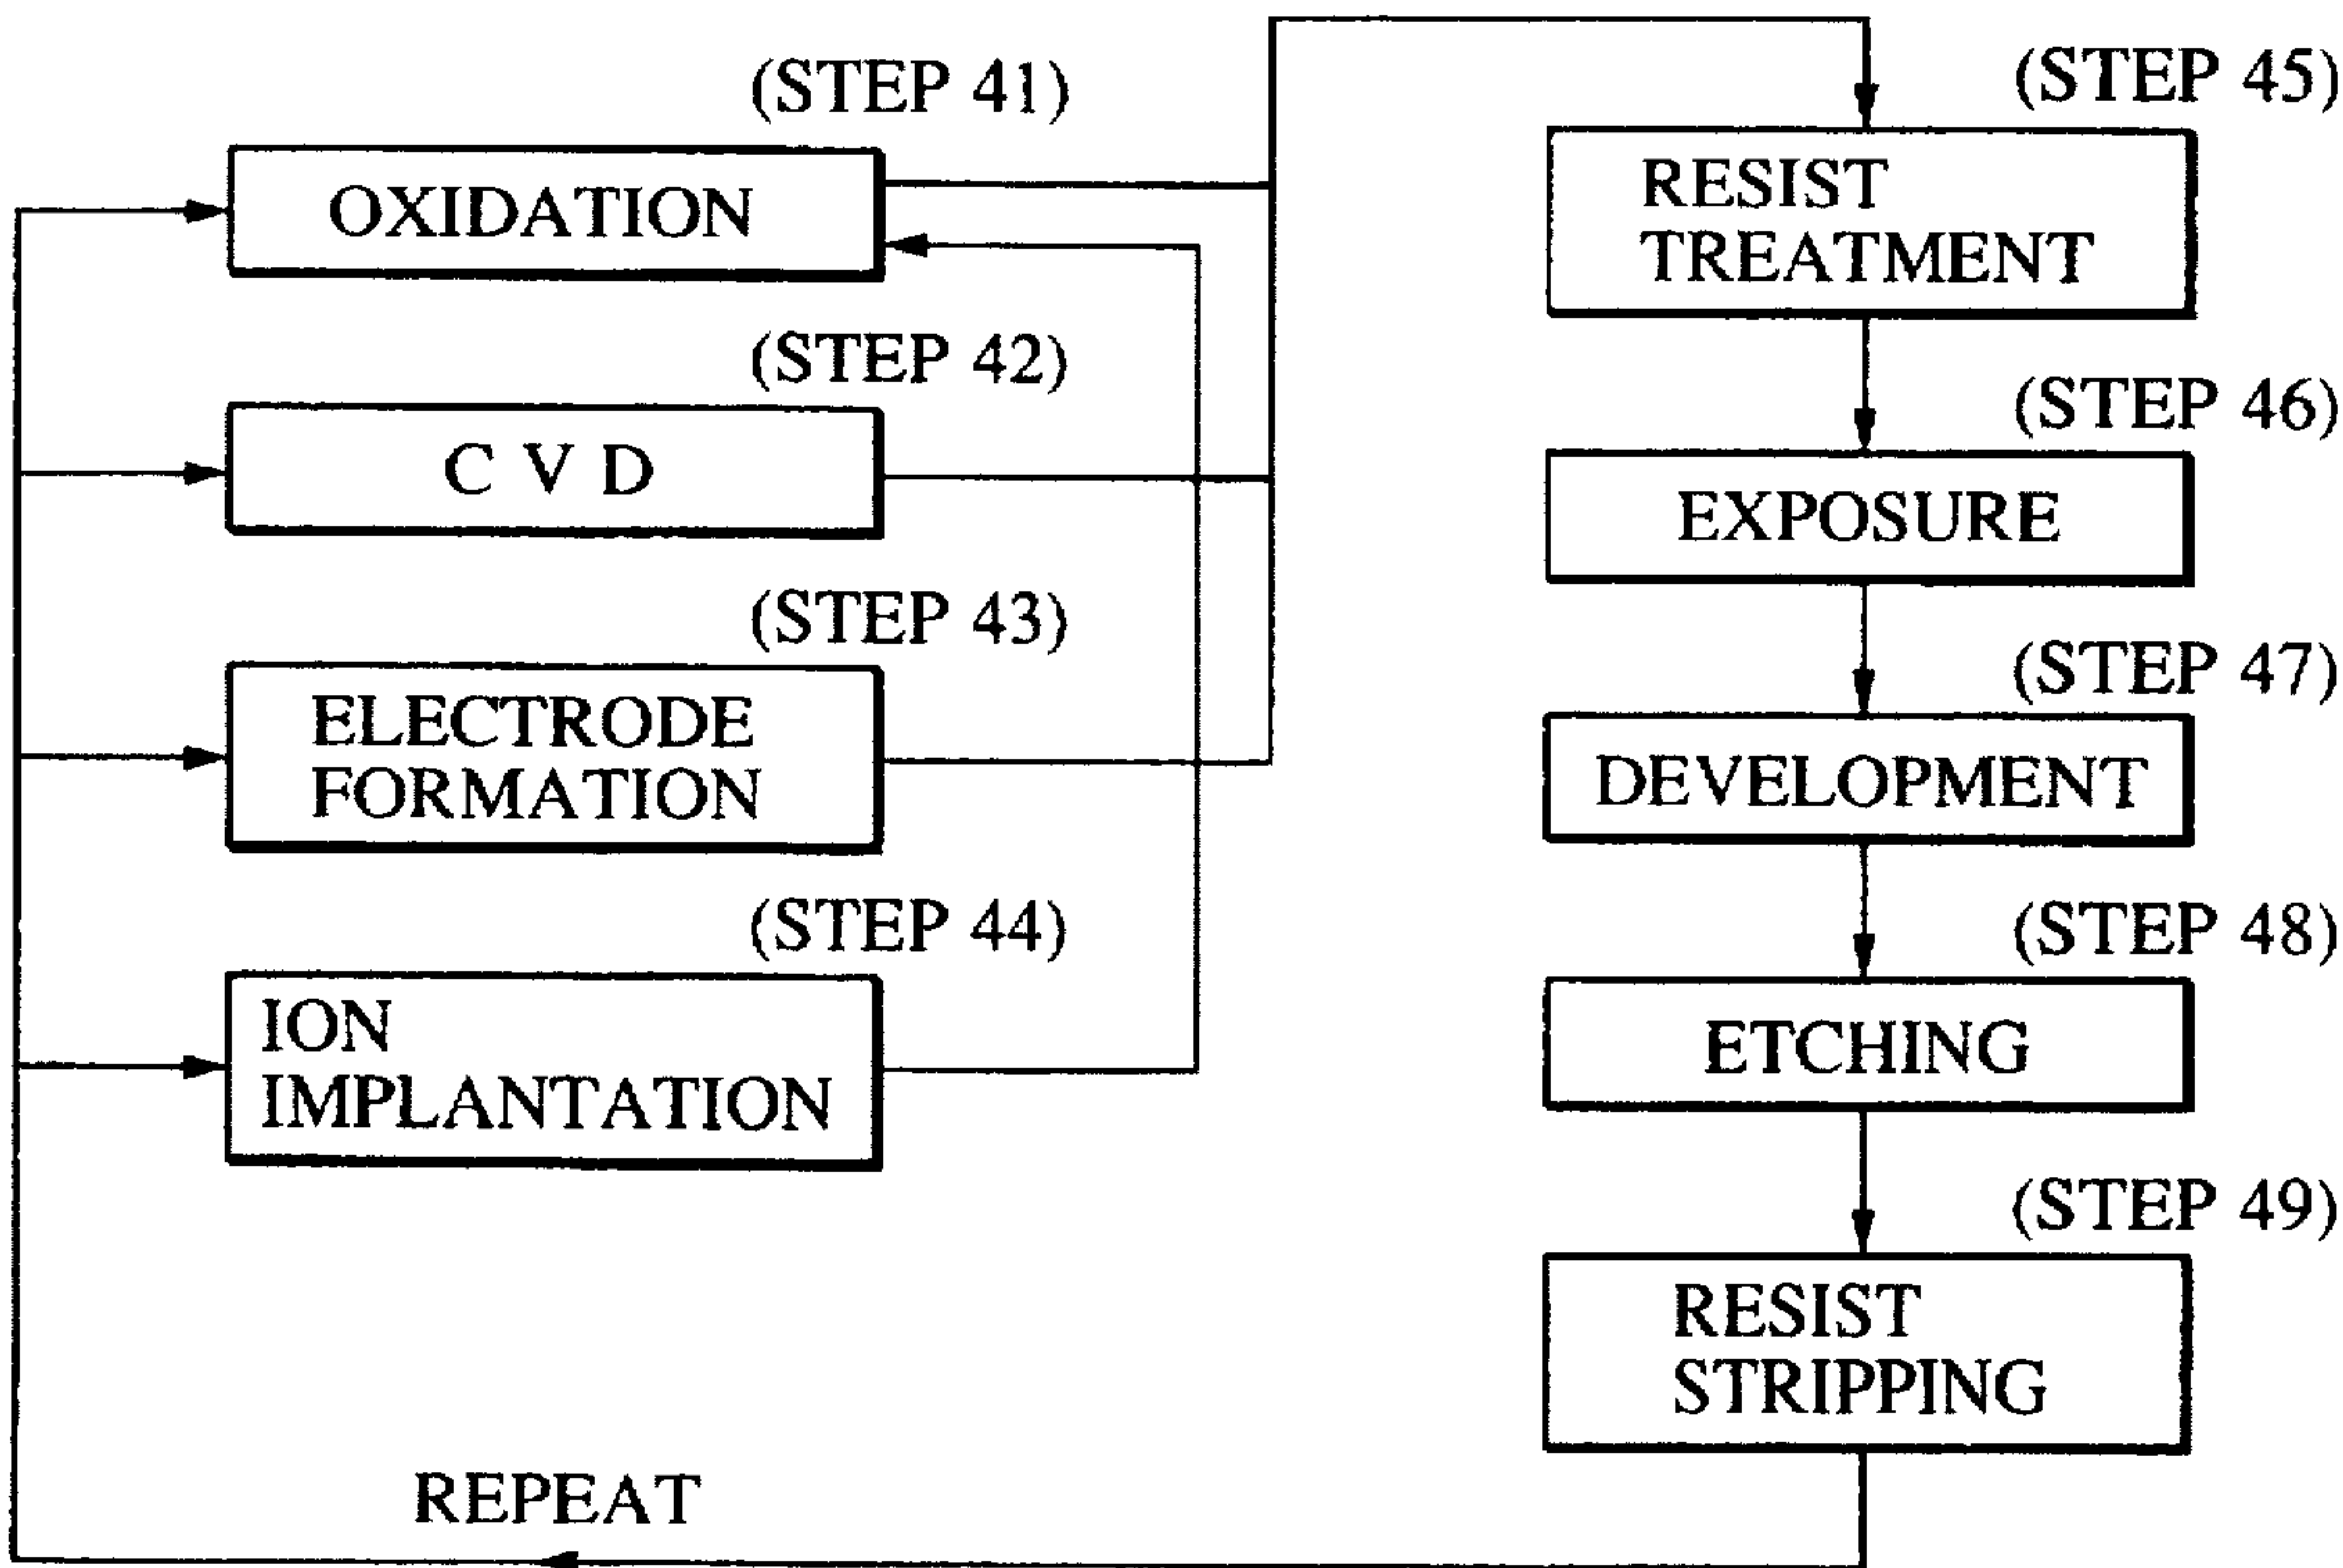 (STEP 41)
OXIDATION
(STEP 42)
C V D
(STEP 43)
ELECTRODE
FORMATION
(STEP 44)
ION
IMPLANTATION
(STEP 45)
RESIST
TREATMENT
(STEP 46)
EXPOSURE
(STEP 47)
DEVELOPMENT
(STEP 48)
ETCHING
(STEP 49)
RESIST
STRIPPING
REPEAT